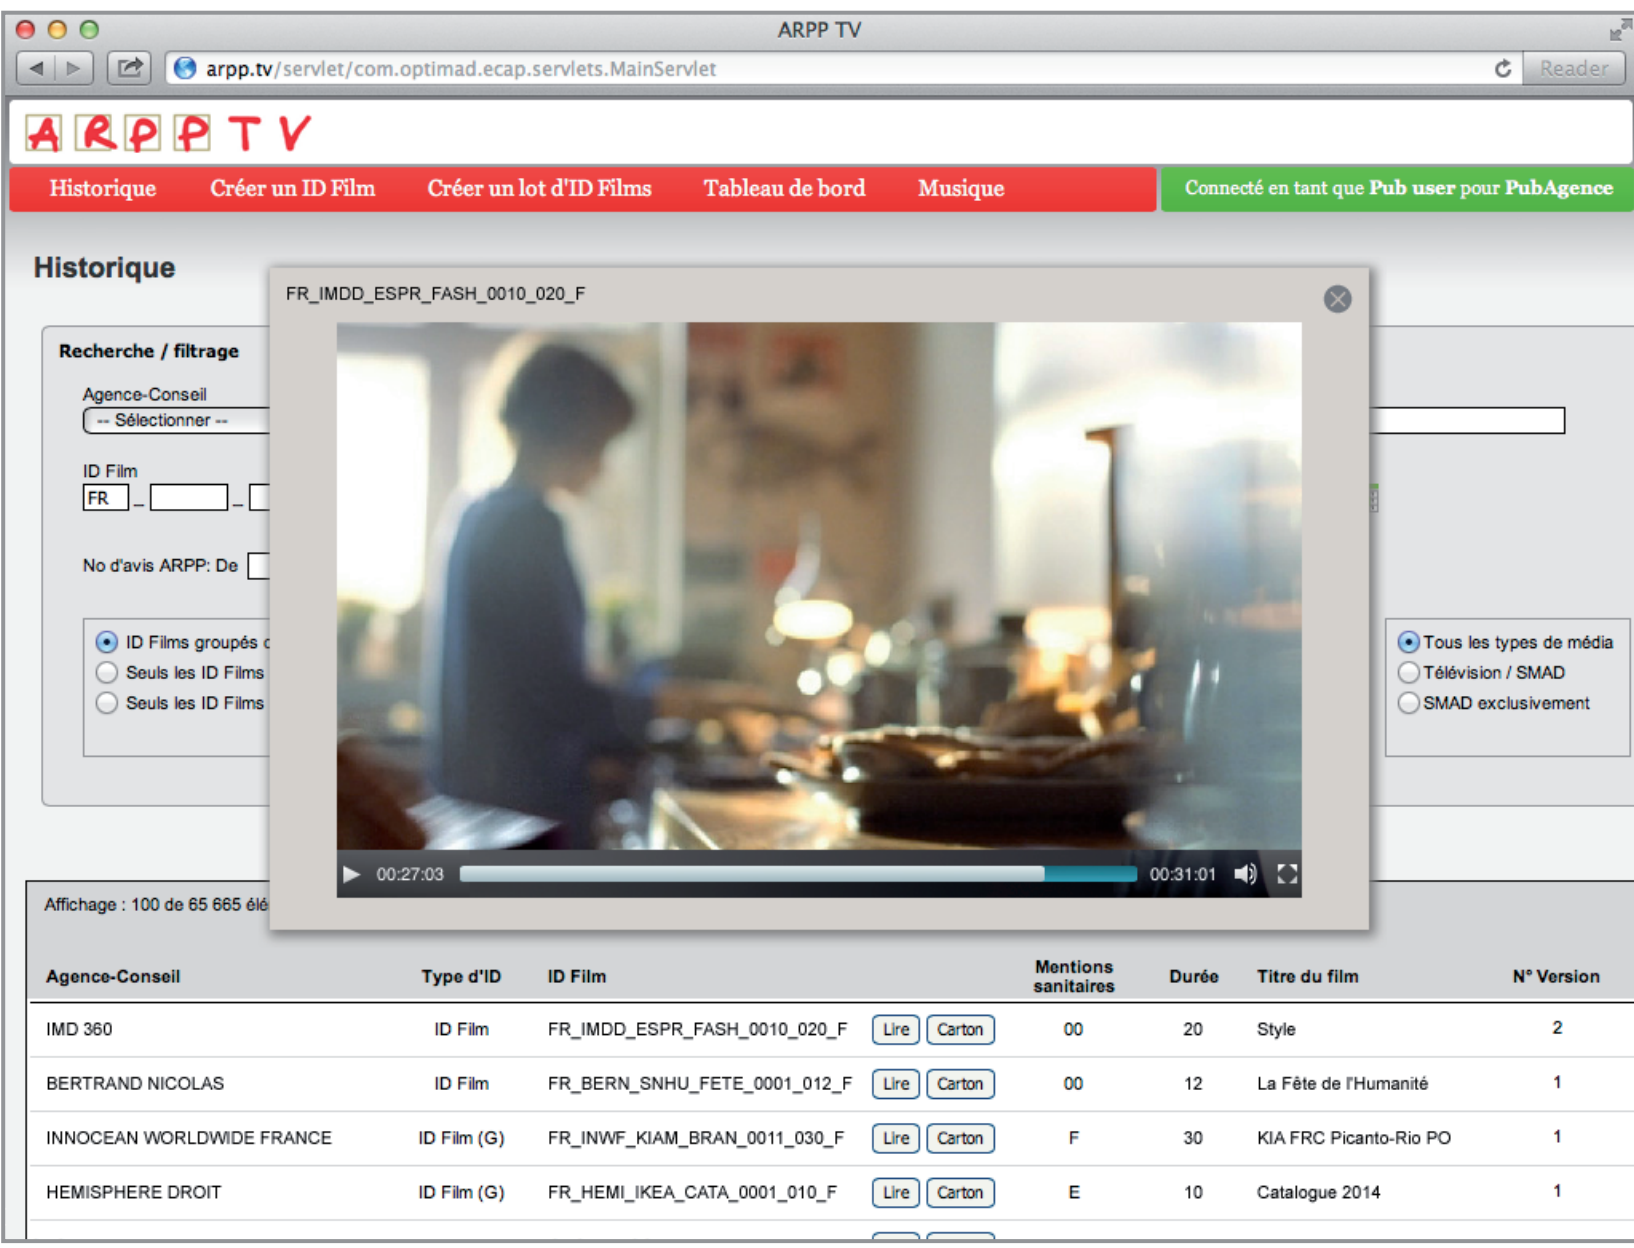 ARPP TV
arpp.tv/servlet/com.optimad.ecap.servlets.MainServlet
Reader
ARPP TV
Historique Créer un ID Film Créer un lot d'ID Films Tableau de bord Musique Connecté en tant que Pub user pour PubAgence
Historique
FR_IMDD_ESPR_FASH_0010_020_F
Recherche / filtrage
Agence-Conseil
-- Sélectionner --
ID Film
FR _ _
No d'avis ARPP: De
ID Films groupés
Seuls les ID Films
Seuls les ID Films
Tous les types de média
Télévision / SMAD
SMAD exclusivement
00:27:03 00:31:01
Affichage : 100 de 65 665 élé
Agence-Conseil Type d'ID ID Film Mentions sanitaires Durée Titre du film N° Version
IMD 360 ID Film FR_IMDD_ESPR_FASH_0010_020_F Lire Carton 00 20 Style 2
BERTRAND NICOLAS ID Film FR_BERN_SNHU_FETE_0001_012_F Lire Carton 00 12 La Fête de l'Humanité 1
INNOCEAN WORLDWIDE FRANCE ID Film (G) FR_INWF_KIAM_BRAN_0011_030_F Lire Carton F 30 KIA FRC Picanto-Rio PO 1
HEMISPHERE DROIT ID Film (G) FR_HEMI_IKEA_CATA_0001_010_F Lire Carton E 10 Catalogue 2014 1